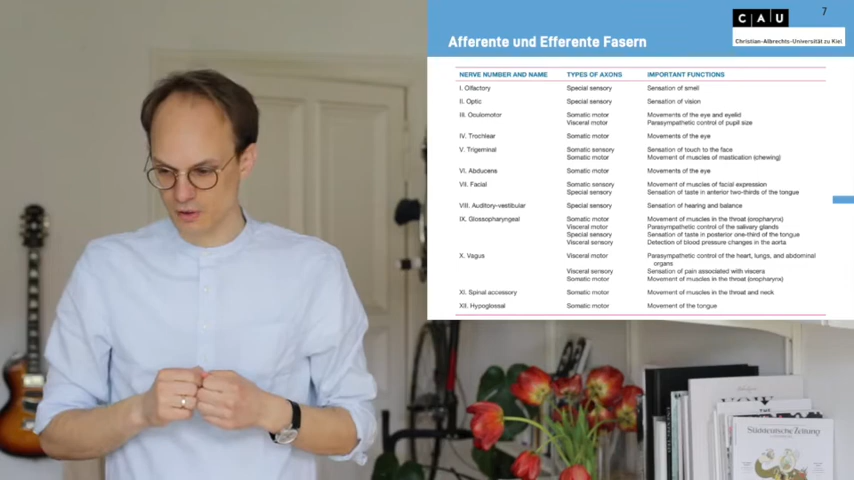 7
C A U
Christian-Albrechts-Universität zu Kiel
Afferente und Efferente Fasern
NERVE NUMBER AND NAME TYPES OF AXONS IMPORTANT FUNCTIONS
I. Olfactory Special sensory Sensation of smell
II. Optic Special sensory Sensation of vision
III. Oculomotor Somatic motor Movements of the eye and eyelid
Visceral motor Parasympathetic control of pupil size
IV. Trochlear Somatic motor Movements of the eye
V. Trigeminal Somatic sensory Sensation of touch to the face
Somatic motor Movement of muscles of mastication (chewing)
VI. Abducens Somatic motor Movements of the eye
VII. Facial Somatic sensory Movement of muscles of facial expression
Special sensory Sensation of taste in anterior two-thirds of the tongue
VIII. Auditory-vestibular Special sensory Sensation of hearing and balance
IX. Glossopharyngeal Somatic motor Movement of muscles in the throat (oropharynx)
Visceral motor Parasympathetic control of the salivary glands
Special sensory Sensation of taste in posterior one-third of the tongue
Visceral sensory Detection of blood pressure changes in the aorta
X. Vagus Visceral motor Parasympathetic control of the heart, lungs, and abdominal
organs
Visceral sensory Sensation of pain associated with viscera
Somatic motor Movement of muscles in the throat (oropharynx)
XI. Spinal accessory Somatic motor Movement of muscles in the throat and neck
XII. Hypoglossal Somatic motor Movement of the tongue
THE
Süddeutsche Zeitung